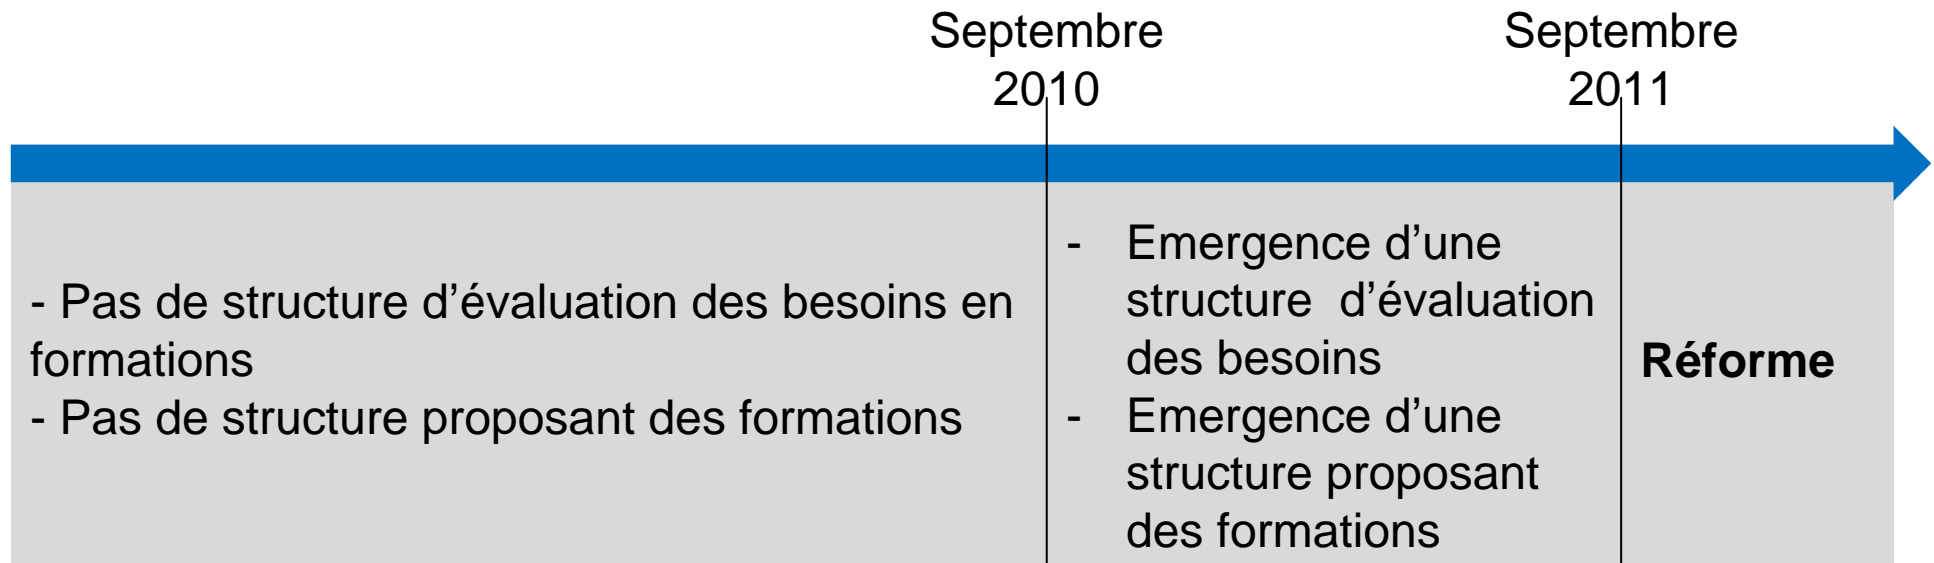 Septembre
2010
Septembre
2011
- Pas de structure d’évaluation des besoins en
formations
- Pas de structure proposant des formations
- Emergence d’une
structure d’évaluation
des besoins
- Emergence d’une
structure proposant
des formations
Réforme